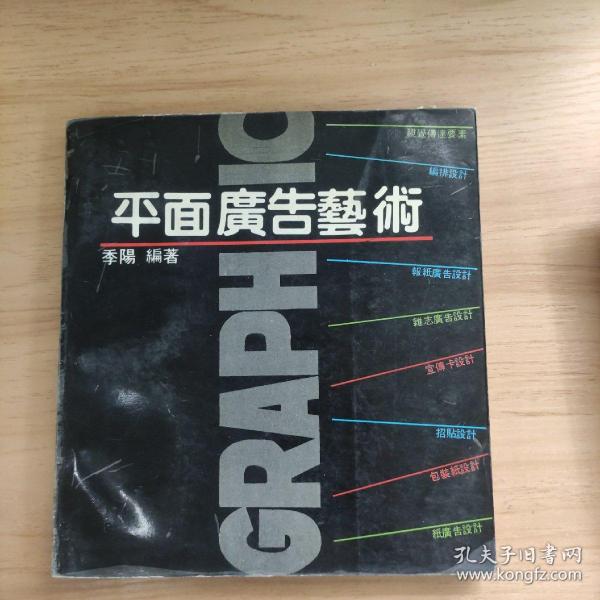 平面廣告藝術
季陽 編著
GRAPHIC
視覺傳達要素
編排設計
報紙廣告設計
雜志廣告設計
宣傳卡設計
招貼設計
包裝紙設計
紙廣告設計
孔夫子旧书网
www.kongfz.com